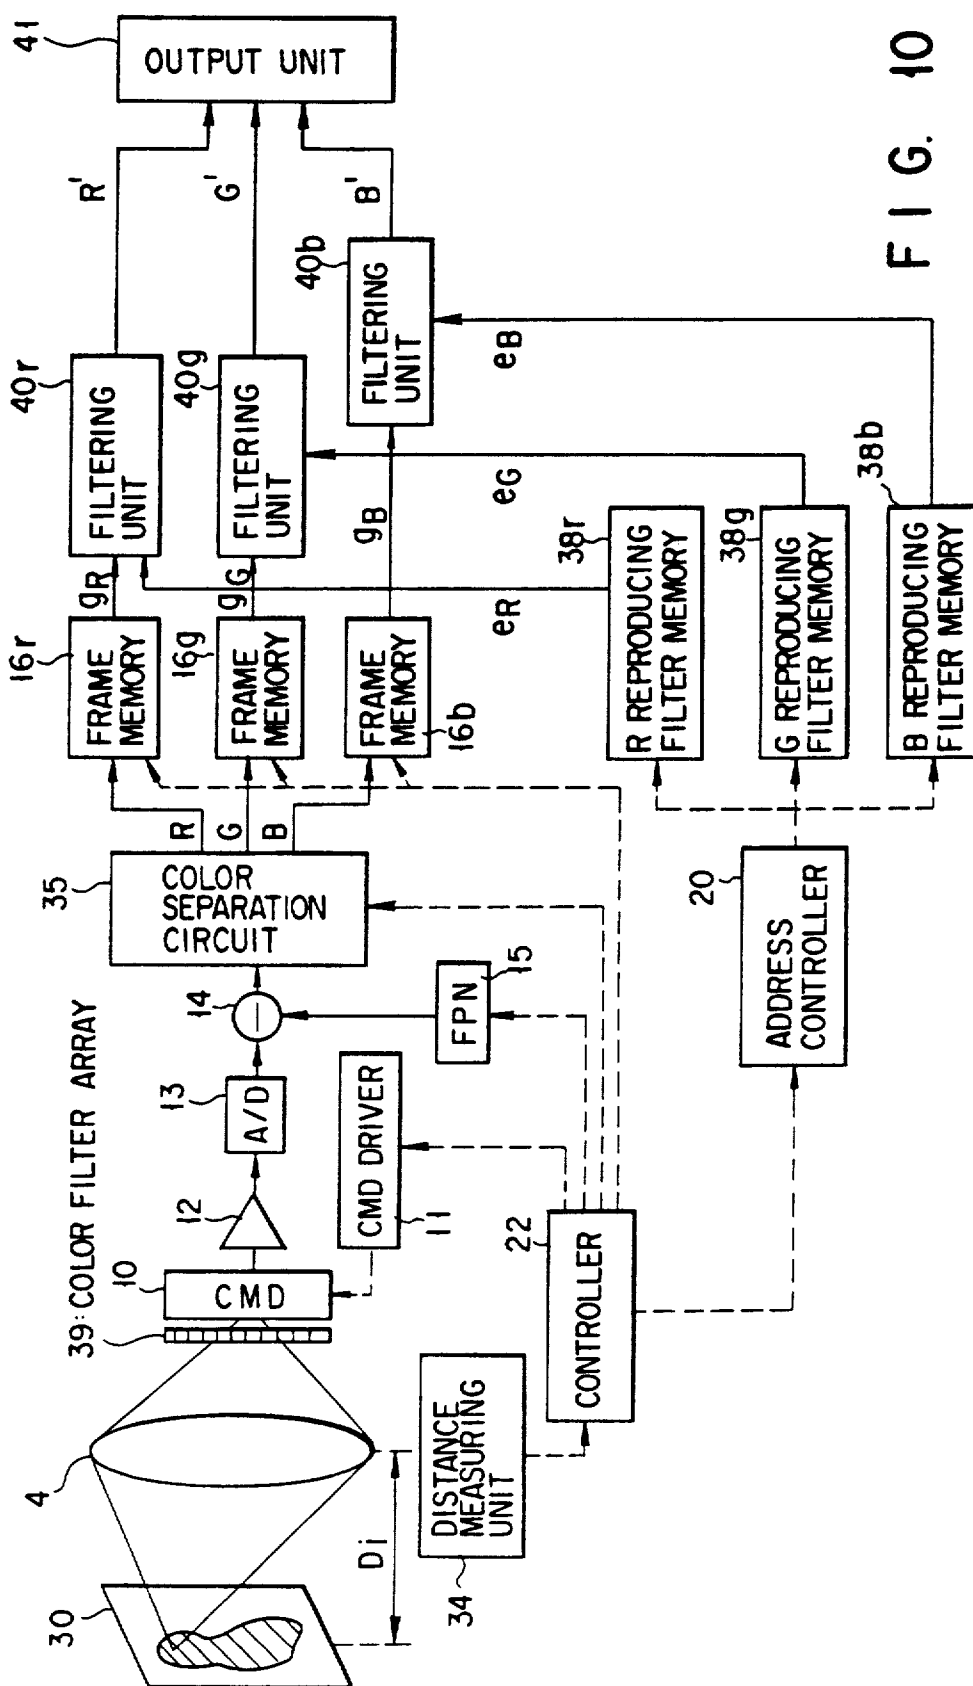 30
4
Di
39:COLOR FILTER ARRAY
10
CMD
12
13
A/D
14
35
COLOR
SEPARATION
CIRCUIT
R
G
B
16r
FRAME
MEMORY
16g
FRAME
MEMORY
FRAME
MEMORY
16b
gR
gG
gB
40r
FILTERING
UNIT
40g
FILTERING
UNIT
40b
FILTERING
UNIT
R'
G'
B'
41
OUTPUT UNIT
15
FPN
CMD DRIVER
11
DISTANCE
MEASURING
UNIT
34
22
CONTROLLER
20
ADDRESS
CONTROLLER
38r
R REPRODUCING
FILTER MEMORY
38g
G REPRODUCING
FILTER MEMORY
38b
B REPRODUCING
FILTER MEMORY
eR
eG
eB
FIG. 10